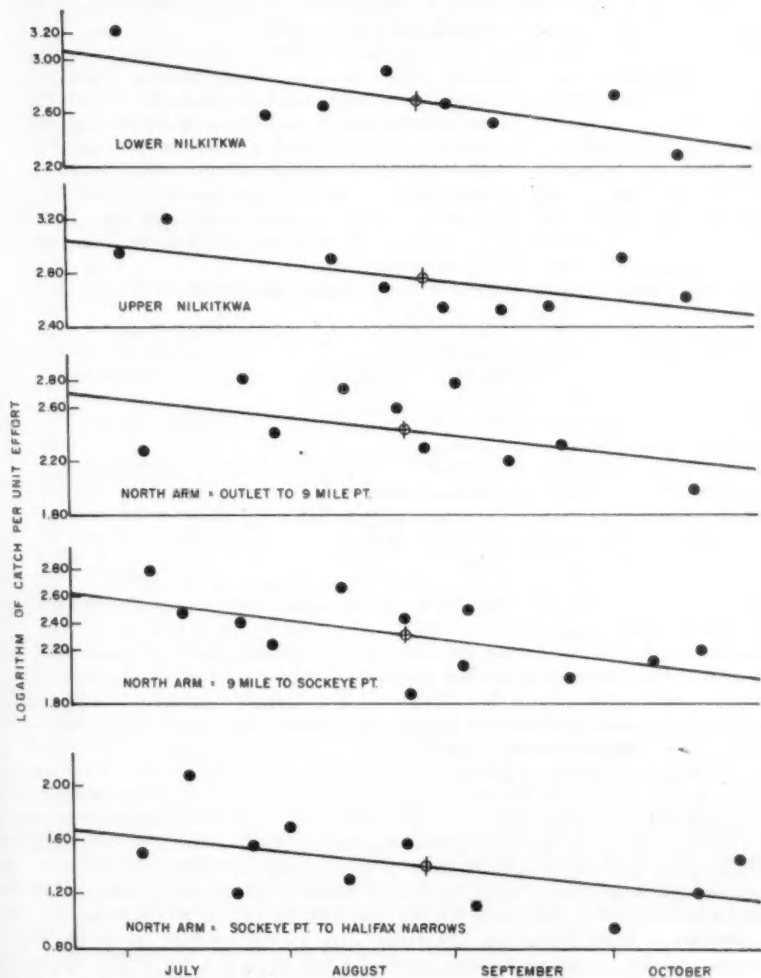 LOGARITHM OF CATCH PER UNIT EFFORT
3.20
3.00
2.60
2.20
LOWER NILKITKWA
3.20
2.80
2.40
UPPER NILKITKWA
2.80
2.60
2.20
1.80
NORTH ARM = OUTLET TO 9 MILE PT.
2.80
2.60
2.40
2.20
1.80
NORTH ARM = 9 MILE TO SOCKEYE PT.
2.00
1.60
1.20
0.80
NORTH ARM = SOCKEYE PT. TO HALIFAX NARROWS
JULY AUGUST SEPTEMBER OCTOBER